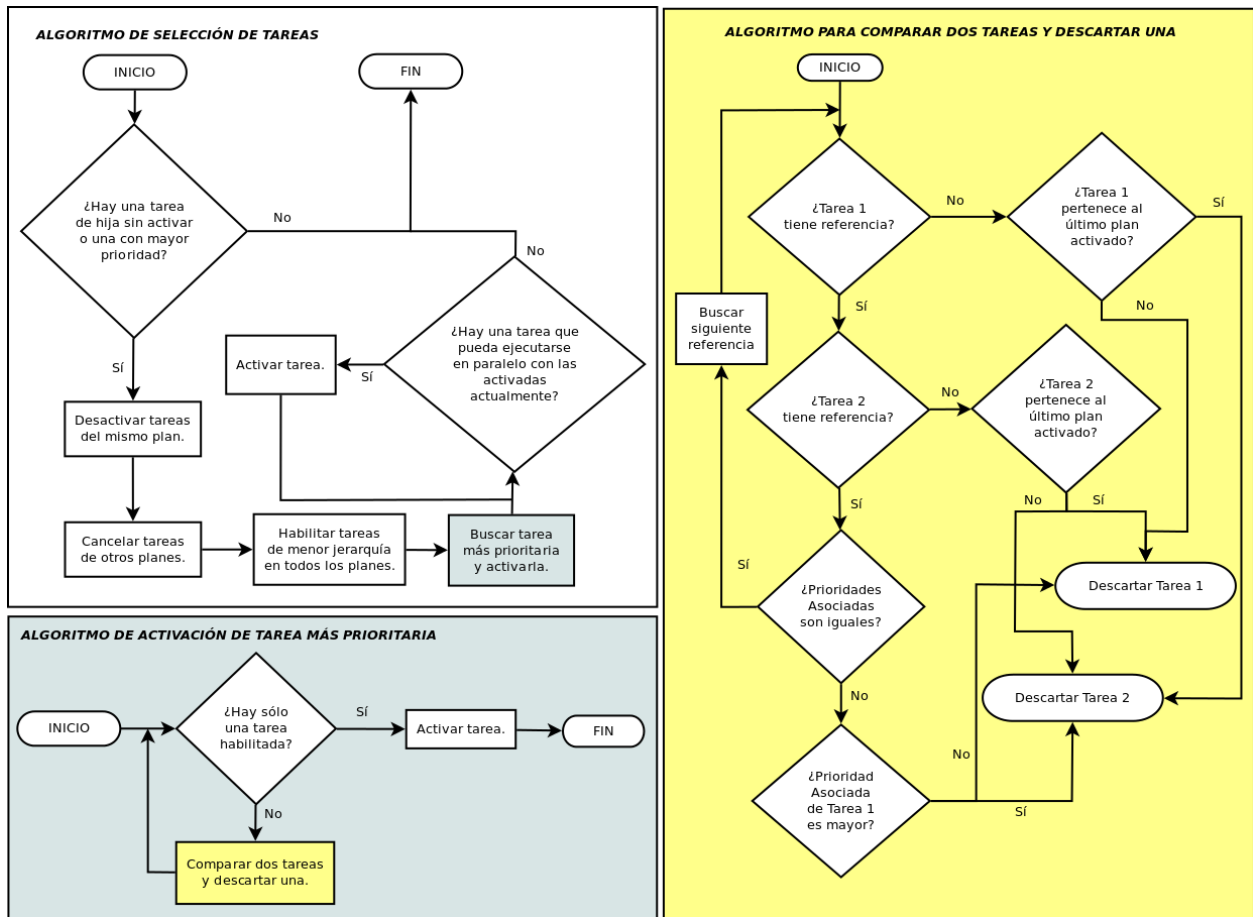 ALGORITMO DE SELECCIÓN DE TAREAS
INICIO
FIN
¿Hay una tarea
de hija sin activar
o una con mayor
prioridad?
No
No
Sí
¿Hay una tarea que
pueda ejecutarse
en paralelo con las
activadas
actualmente?
Sí
Activar tarea.
Desactivar tareas
del mismo plan.
Cancelar tareas
de otros planes.
Habilitar tareas
de menor jerarquía
en todos los planes.
Buscar tarea
más prioritaria
y activarla.
ALGORITMO DE ACTIVACIÓN DE TAREA MÁS PRIORITARIA
INICIO
¿Hay sólo
una tarea
habilitada?
Sí
Activar tarea.
FIN
No
Comparar dos tareas
y descartar una.
ALGORITMO PARA COMPARAR DOS TAREAS Y DESCARTAR UNA
INICIO
¿Tarea 1
tiene referencia?
No
¿Tarea 1
pertenece al
último plan
activado?
Sí
No
Sí
Buscar
siguiente
referencia
¿Tarea 2
tiene referencia?
No
¿Tarea 2
pertenece al
último plan
activado?
No
Sí
Sí
Sí
¿Prioridades
Asociadas
son iguales?
Descartar Tarea 1
No
Descartar Tarea 2
¿Prioridad
Asociada
de Tarea 1
es mayor?
No
Sí